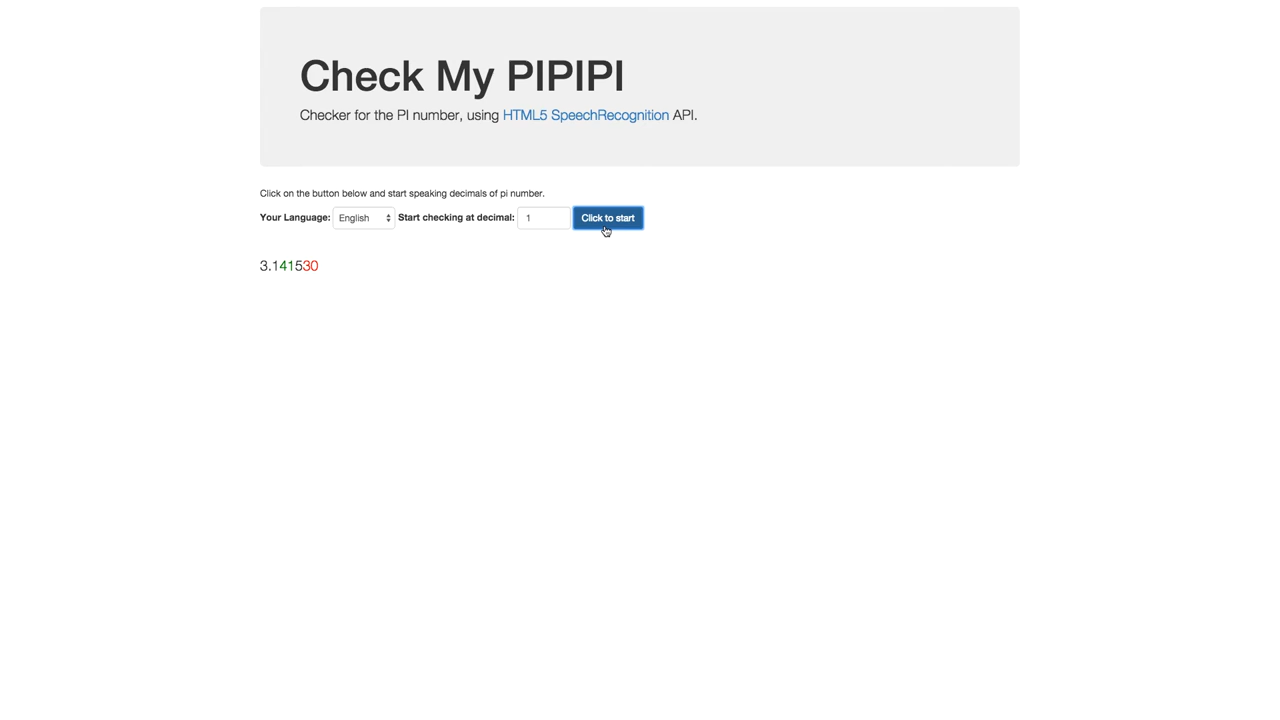 Check My PIPIPI
Checker for the PI number, using HTML5 SpeechRecognition API.
Click on the button below and start speaking decimals of pi number.
Your Language: English Start checking at decimal: 1 Click to start
3.141530